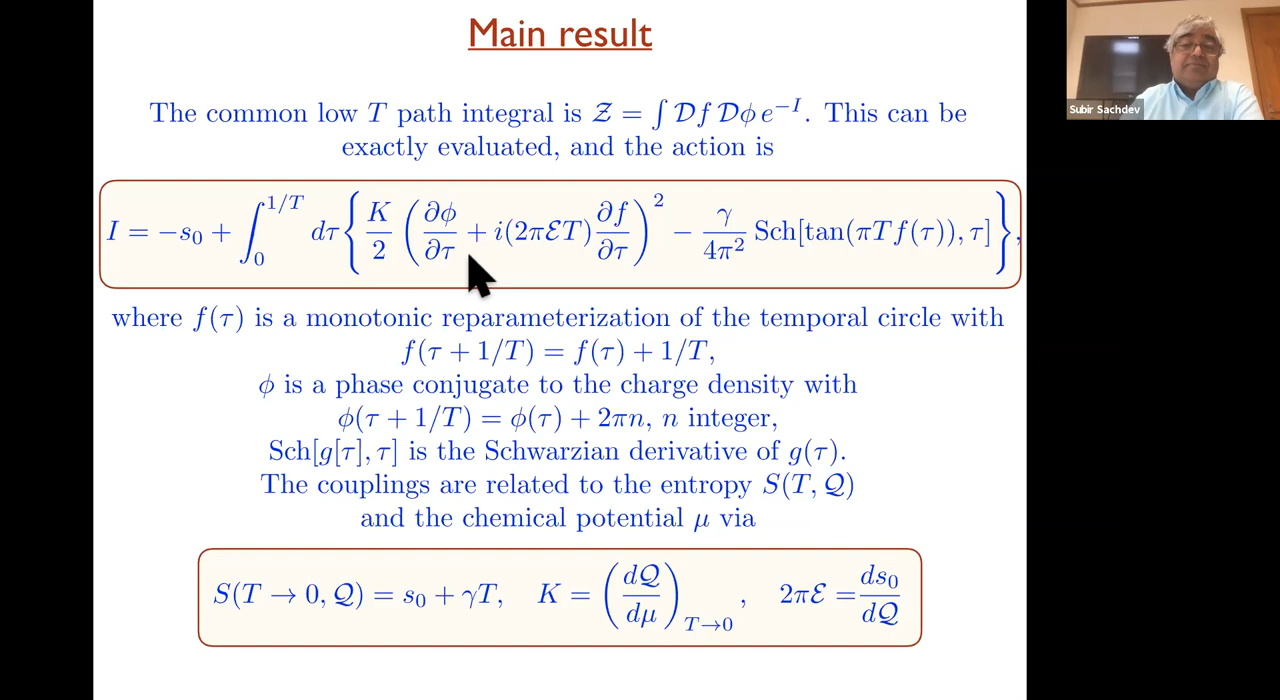 Main result
Subir Sachdev
The common low T path integral is 𝒵 = ∫ 𝒟f 𝒟ϕ e^{−I}. This can be
exactly evaluated, and the action is
I = −s₀ + ∫₀^{1/T} dτ { K/2 ( ∂ϕ/∂τ + i(2πℰT) ∂f/∂τ )² − γ/4π² Sch[tan(πTf(τ)), τ] },
where f(τ) is a monotonic reparameterization of the temporal circle with
f(τ + 1/T) = f(τ) + 1/T,
ϕ is a phase conjugate to the charge density with
ϕ(τ + 1/T) = ϕ(τ) + 2πn, n integer,
Sch[g[τ], τ] is the Schwarzian derivative of g(τ).
The couplings are related to the entropy S(T, 𝒬)
and the chemical potential μ via
S(T → 0, 𝒬) = s₀ + γT, K = (d𝒬/dμ)_{T→0}, 2πℰ = ds₀/d𝒬